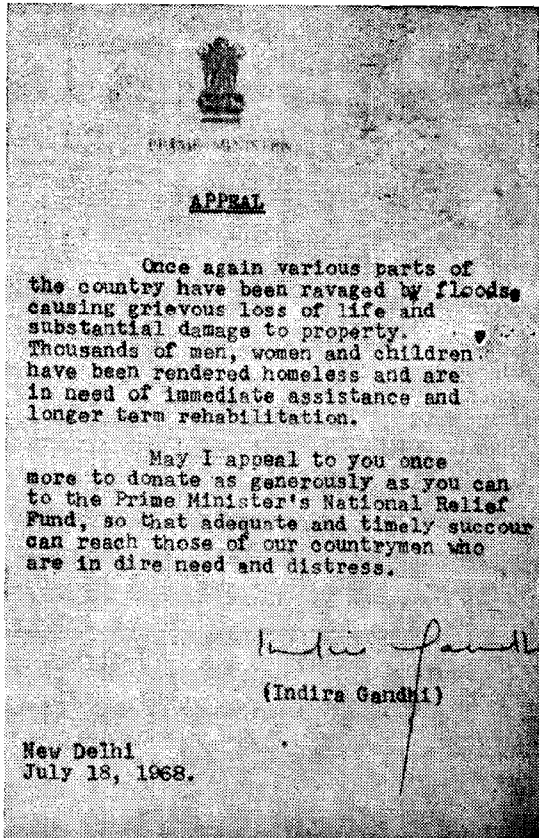 PRIME MINISTER
APPEAL
Once again various parts of
the country have been ravaged by floods
causing grievous loss of life and
substantial damage to property.
Thousands of men, women and children
have been rendered homeless and are
in need of immediate assistance and
longer term rehabilitation.
May I appeal to you once
more to donate as generously as you can
to the Prime Minister's National Relief
Fund, so that adequate and timely succour
can reach those of our countrymen who
are in dire need and distress.
Indira Gandhi
(Indira Gandhi)
New Delhi
July 18, 1968.